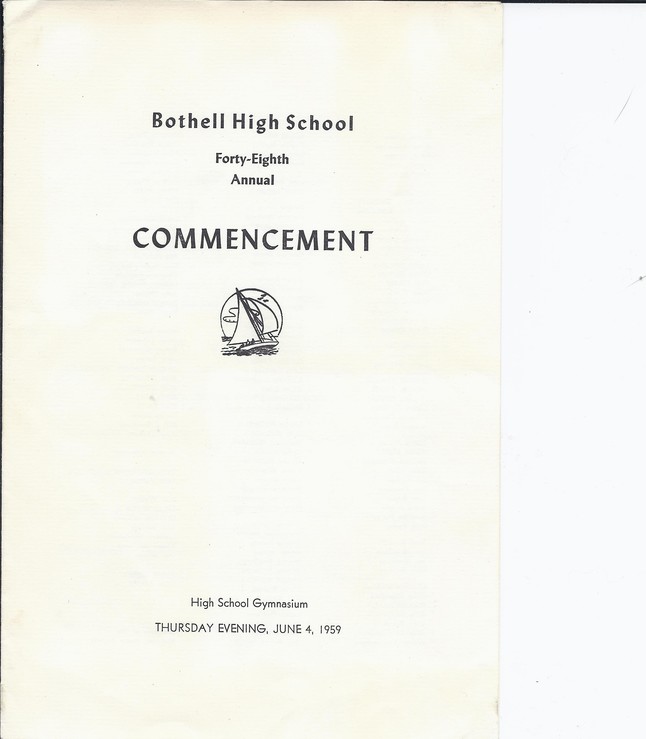 Bothell High School
Forty-Eighth
Annual
COMMENCEMENT
High School Gymnasium
THURSDAY EVENING, JUNE 4, 1959